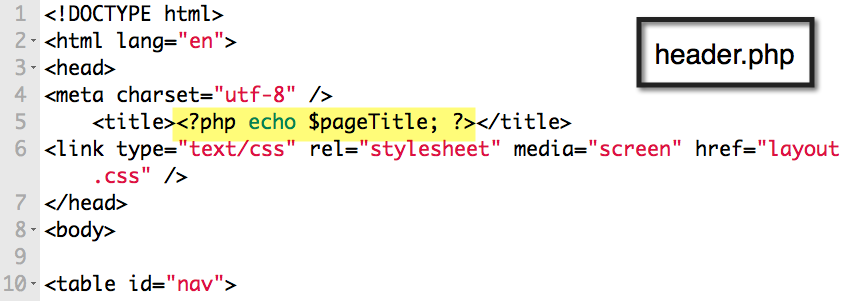 1 <!DOCTYPE html>
2 <html lang="en">
3 <head>
4 <meta charset="utf-8" />
5 <title><?php echo $pageTitle; ?></title>
6 <link type="text/css" rel="stylesheet" media="screen" href="layout
.css" />
7 </head>
8 <body>
9
10 <table id="nav">
header.php